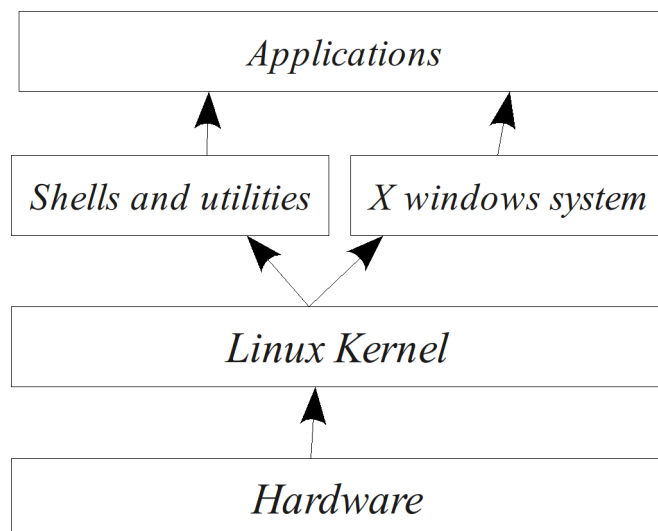 Applications
Shells and utilities
X windows system
Linux Kernel
Hardware